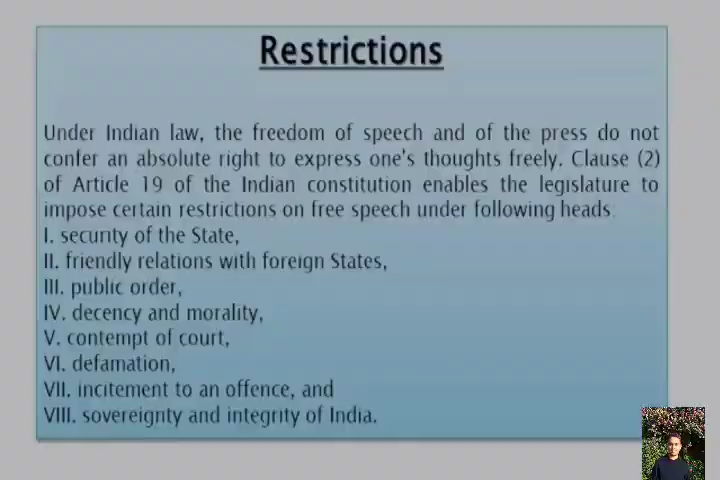 Restrictions
Under Indian law, the freedom of speech and of the press do not
confer an absolute right to express one's thoughts freely. Clause (2)
of Article 19 of the Indian constitution enables the legislature to
impose certain restrictions on free speech under following heads:
I. security of the State,
II. friendly relations with foreign States,
III. public order,
IV. decency and morality,
V. contempt of court,
VI. defamation,
VII. incitement to an offence, and
VIII. sovereignty and integrity of India.